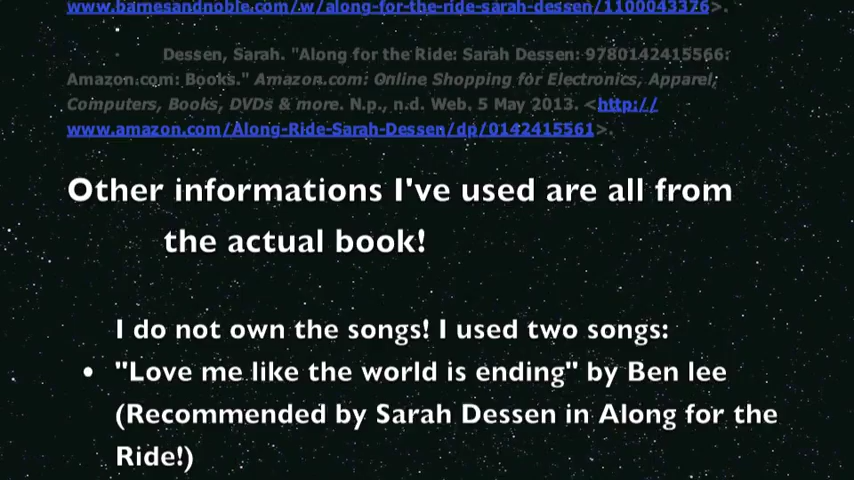 www.barnesandnoble.com/w/along-for-the-ride-sarah-dessen/1100043376>.
Dessen, Sarah. "Along for the Ride: Sarah Dessen: 9780142415566:
Amazon.com: Books." Amazon.com: Online Shopping for Electronics, Apparel,
Computers, Books, DVDs & more. N.p., n.d. Web. 5 May 2013. <http://
www.amazon.com/Along-Ride-Sarah-Dessen/dp/0142415561>.
Other informations I've used are all from
the actual book!
I do not own the songs! I used two songs:
• "Love me like the world is ending" by Ben lee
(Recommended by Sarah Dessen in Along for the
Ride!)